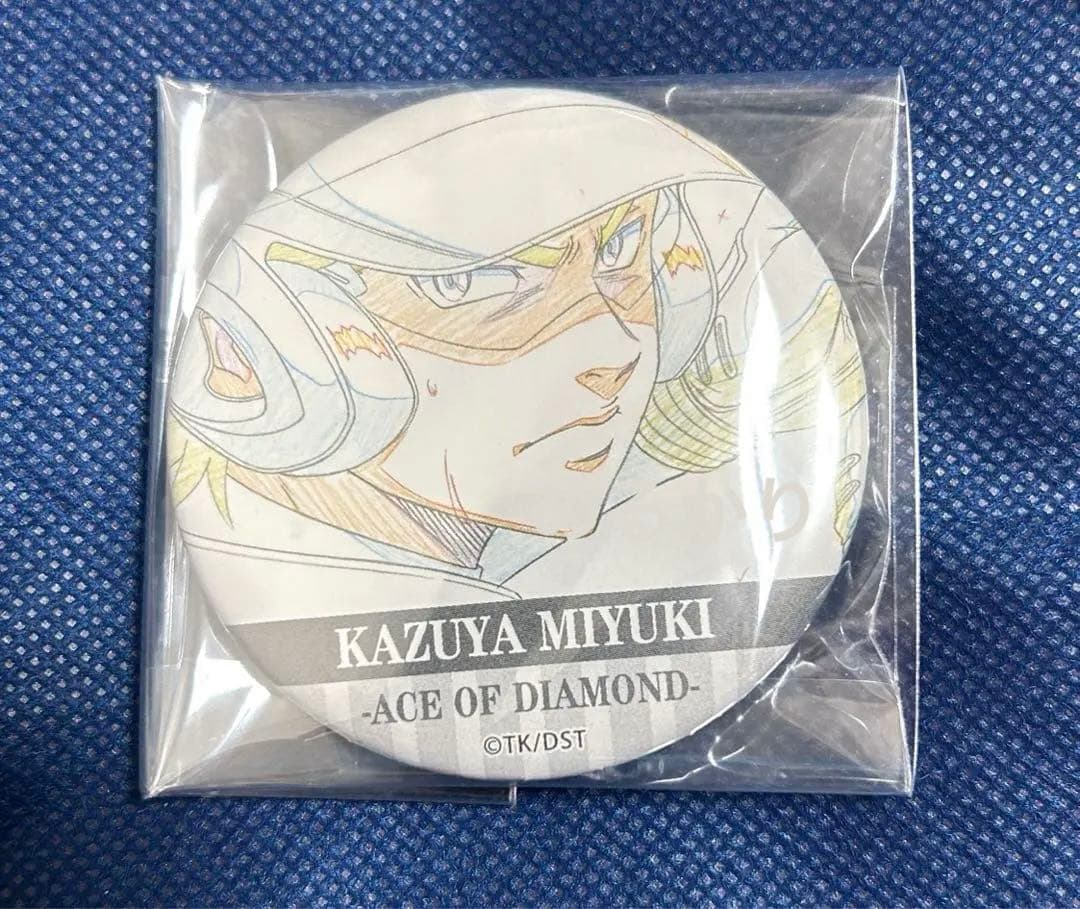 KAZUYA MIYUKI
-ACE OF DIAMOND-
©TK/DST